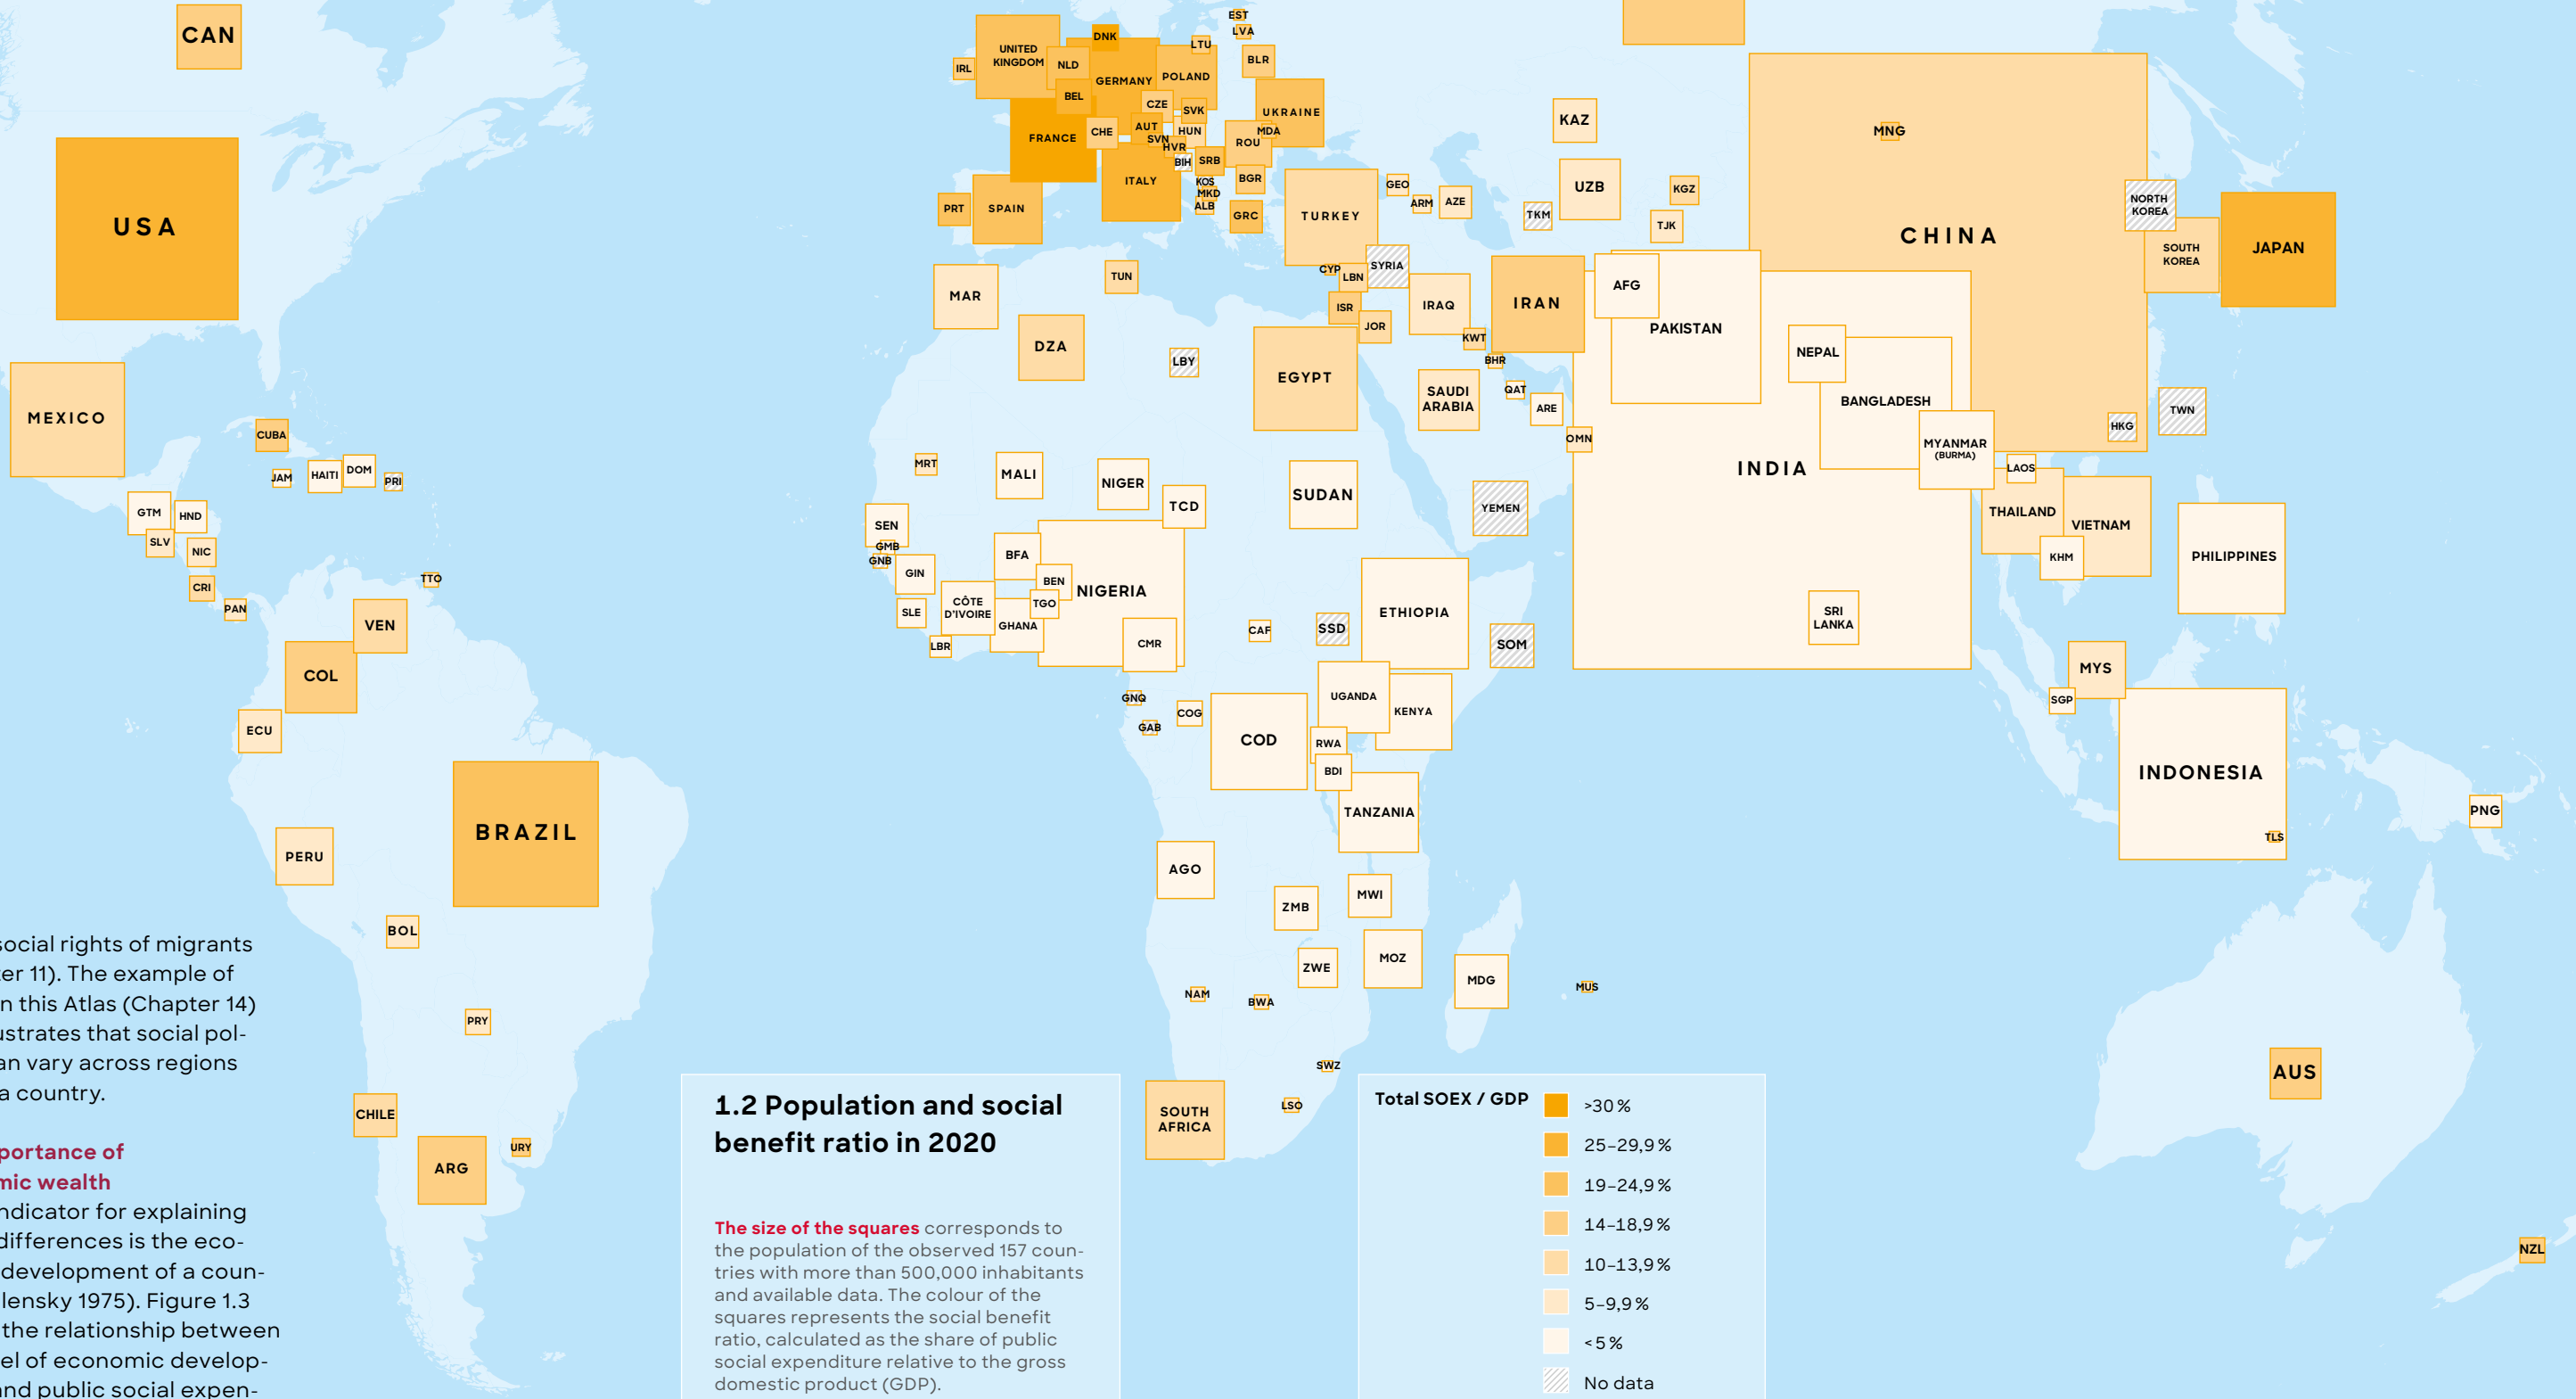 CAN
USA
MEXICO
CUBA
JAM
HAITI
DOM
PRI
GTM
HND
SLV
NIC
CRI
PAN
TTO
VEN
COL
ECU
BRAZIL
PERU
BOL
PRY
CHILE
ARG
URY
EST
LVA
LTU
DNK
UNITED
KINGDOM
IRL
NLD
GERMANY
POLAND
BLR
BEL
CZE
SVK
UKRAINE
FRANCE
CHE
AUT
HUN
MDA
SVN
HVR
ROU
BIH
SRB
ITALY
KOS
BGR
MKD
ALB
PRT
SPAIN
GRC
TURKEY
GEO
ARM
AZE
KAZ
UZB
KGZ
TKM
TJK
MNG
CHINA
NORTH
KOREA
SOUTH
KOREA
JAPAN
CYP
LBN
SYRIA
ISR
JOR
IRAQ
IRAN
KWT
BHR
AFG
PAKISTAN
NEPAL
BANGLADESH
MYANMAR
(BURMA)
INDIA
HKG
TWN
LAOS
THAILAND
VIETNAM
KHM
PHILIPPINES
SRI
LANKA
MYS
SGP
INDONESIA
TLS
PNG
MAR
TUN
DZA
LBY
EGYPT
SAUDI
ARABIA
QAT
ARE
OMN
YEMEN
MRT
MALI
NIGER
TCD
SUDAN
SEN
GMB
GNB
GIN
SLE
LBR
CÔTE
D'IVOIRE
BFA
BEN
TGO
GHANA
NIGERIA
CMR
CAF
SSD
ETHIOPIA
SOM
GNQ
GAB
COG
COD
UGANDA
KENYA
RWA
BDI
TANZANIA
AGO
ZMB
MWI
ZWE
MOZ
MDG
MUS
NAM
BWA
SWZ
LSO
SOUTH
AFRICA
AUS
NZL
social rights of migrants
ter 11). The example of
n this Atlas (Chapter 14)
ustrates that social pol-
an vary across regions
a country.
portance of
mic wealth
ndicator for explaining
differences is the eco-
development of a coun-
lensky 1975). Figure 1.3
the relationship between
el of economic develop-
and public social expen-
1.2 Population and social
benefit ratio in 2020
The size of the squares corresponds to
the population of the observed 157 coun-
tries with more than 500,000 inhabitants
and available data. The colour of the
squares represents the social benefit
ratio, calculated as the share of public
social expenditure relative to the gross
domestic product (GDP).
Total SOEX / GDP
>30 %
25–29,9 %
19–24,9 %
14–18,9 %
10–13,9 %
5–9,9 %
<5 %
No data